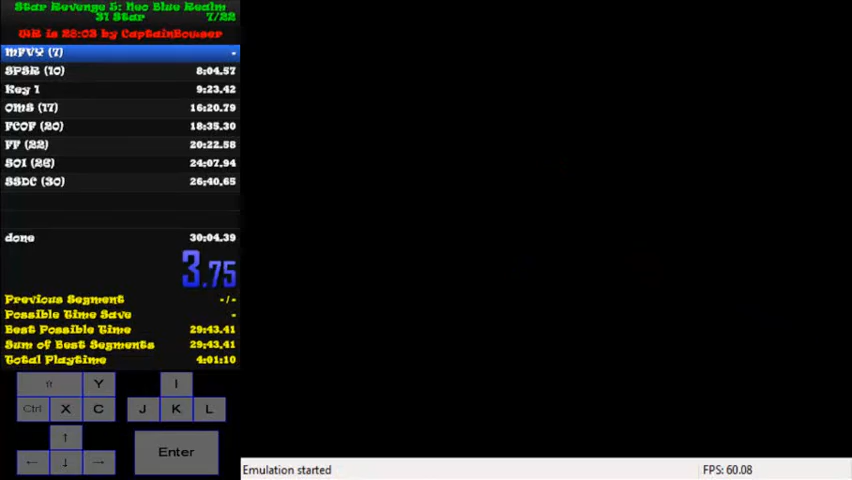 Star Revenge 5: Neo Blue Realm
31 Star 7/22
WR is 28:03 by CaptainBowser
MFVY (7) -
SPSR (10) 8:04.57
Key 1 9:23.42
OMS (17) 16:20.79
FCOF (20) 18:35.30
FF (22) 20:22.58
SOI (26) 24:07.94
SSDC (30) 26:40.65
done 30:04.39
3.75
Previous Segment -/-
Possible Time Save -
Best Possible Time 29:43.41
Sum of Best Segments 29:43.41
Total Playtime 4:01:10
⇧ Y I
Ctrl X C J K L
↑
← ↓ → Enter
Emulation started FPS: 60.08